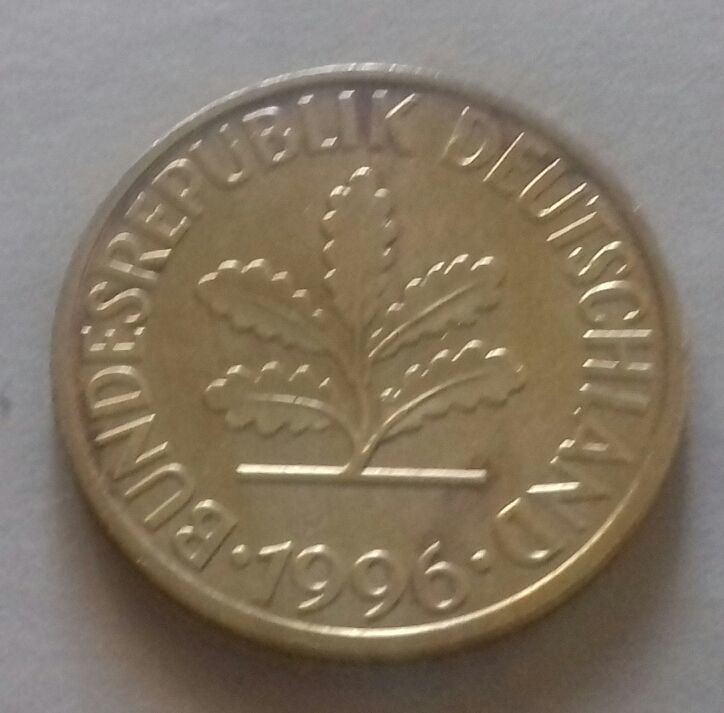 BUNDESREPUBLIK DEUTSCHLAND
· 1996 ·